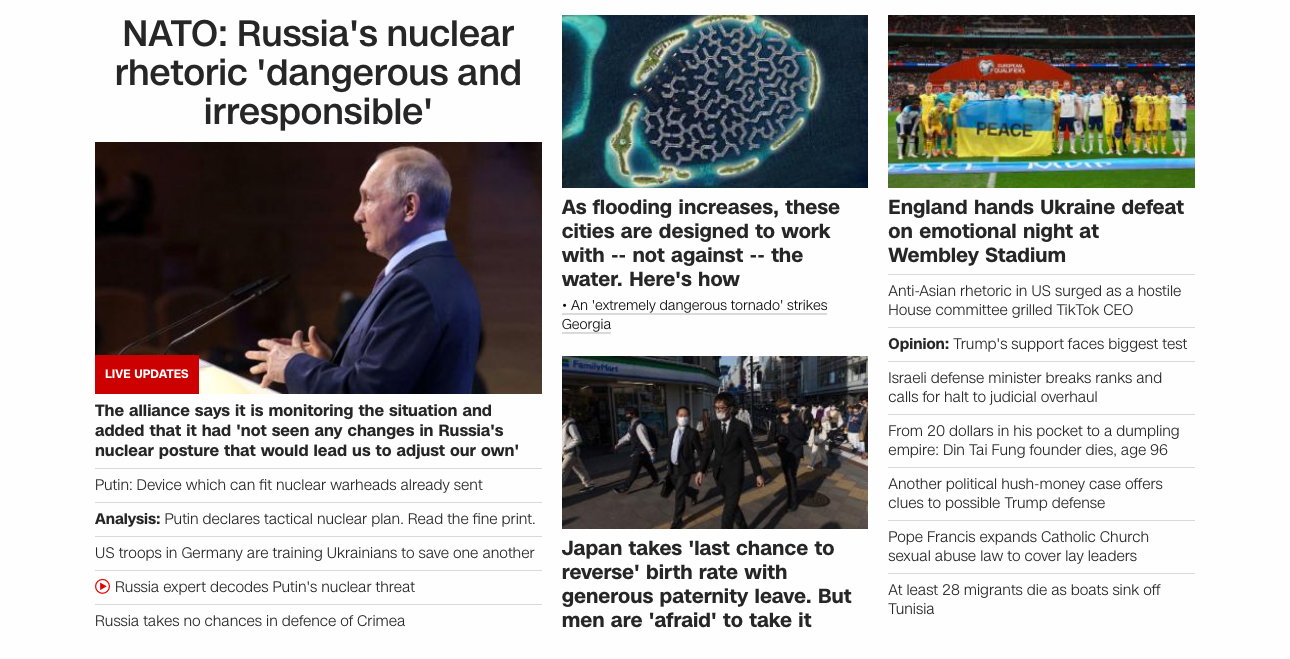 NATO: Russia's nuclear
rhetoric 'dangerous and
irresponsible'
LIVE UPDATES
The alliance says it is monitoring the situation and
added that it had 'not seen any changes in Russia's
nuclear posture that would lead us to adjust our own'
Putin: Device which can fit nuclear warheads already sent
Analysis: Putin declares tactical nuclear plan. Read the fine print.
US troops in Germany are training Ukrainians to save one another
Russia expert decodes Putin's nuclear threat
Russia takes no chances in defence of Crimea
As flooding increases, these
cities are designed to work
with -- not against -- the
water. Here's how
• An 'extremely dangerous tornado' strikes
Georgia
FamilyMart
Japan takes 'last chance to
reverse' birth rate with
generous paternity leave. But
men are 'afraid' to take it
EUROPEAN
QUALIFIERS
PEACE
England hands Ukraine defeat
on emotional night at
Wembley Stadium
Anti-Asian rhetoric in US surged as a hostile
House committee grilled TikTok CEO
Opinion: Trump's support faces biggest test
Israeli defense minister breaks ranks and
calls for halt to judicial overhaul
From 20 dollars in his pocket to a dumpling
empire: Din Tai Fung founder dies, age 96
Another political hush-money case offers
clues to possible Trump defense
Pope Francis expands Catholic Church
sexual abuse law to cover lay leaders
At least 28 migrants die as boats sink off
Tunisia